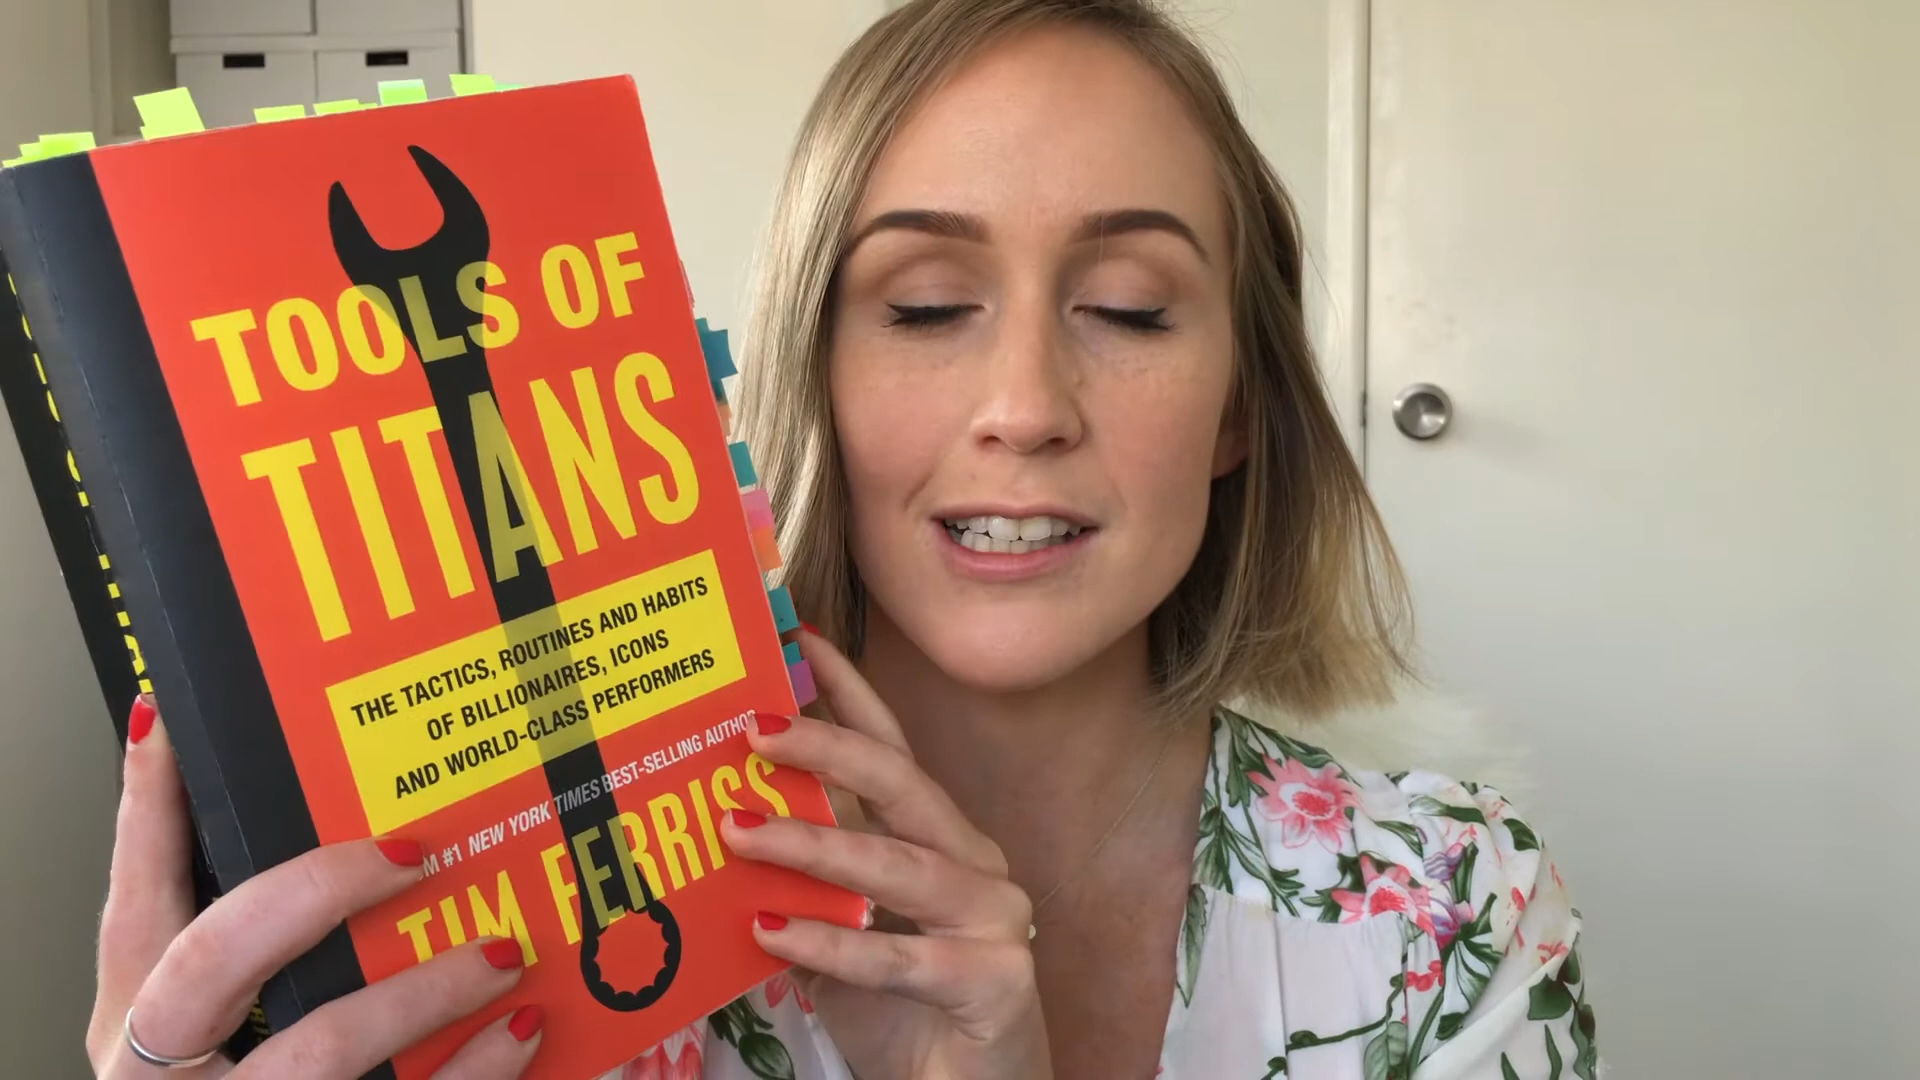 TOOLS OF
TITANS
THE TACTICS, ROUTINES AND HABITS
OF BILLIONAIRES, ICONS
AND WORLD-CLASS PERFORMERS
#1 NEW YORK TIMES BEST-SELLING AUTHOR
TIM FERRISS